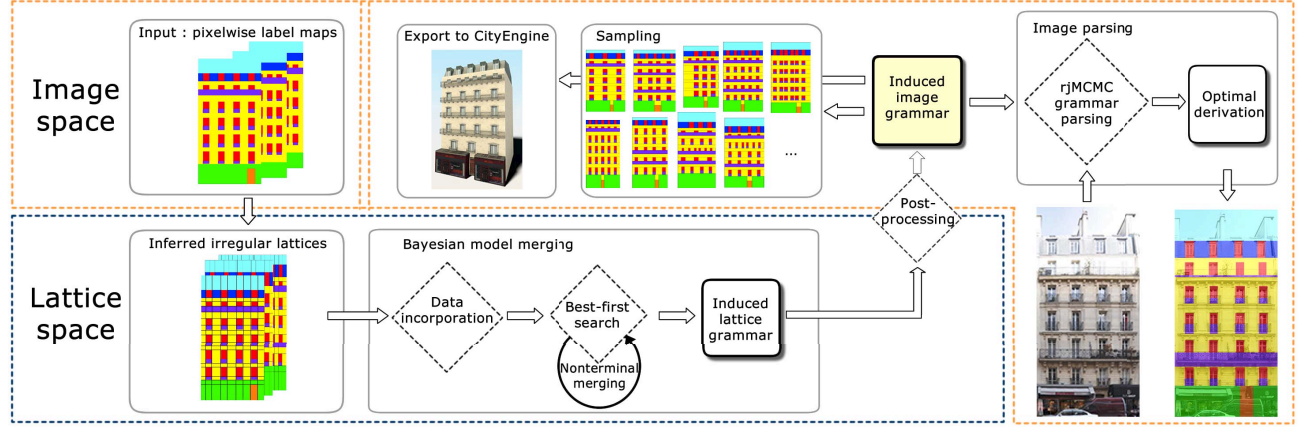 Image
space
Input : pixelwise label maps
Export to CityEngine
Sampling
...
Induced
image
grammar
Image parsing
rjMCMC
grammar
parsing
Optimal
derivation
Post-
processing
Lattice
space
Inferred irregular lattices
Bayesian model merging
Data
incorporation
Best-first
search
Nonterminal
merging
Induced
lattice
grammar